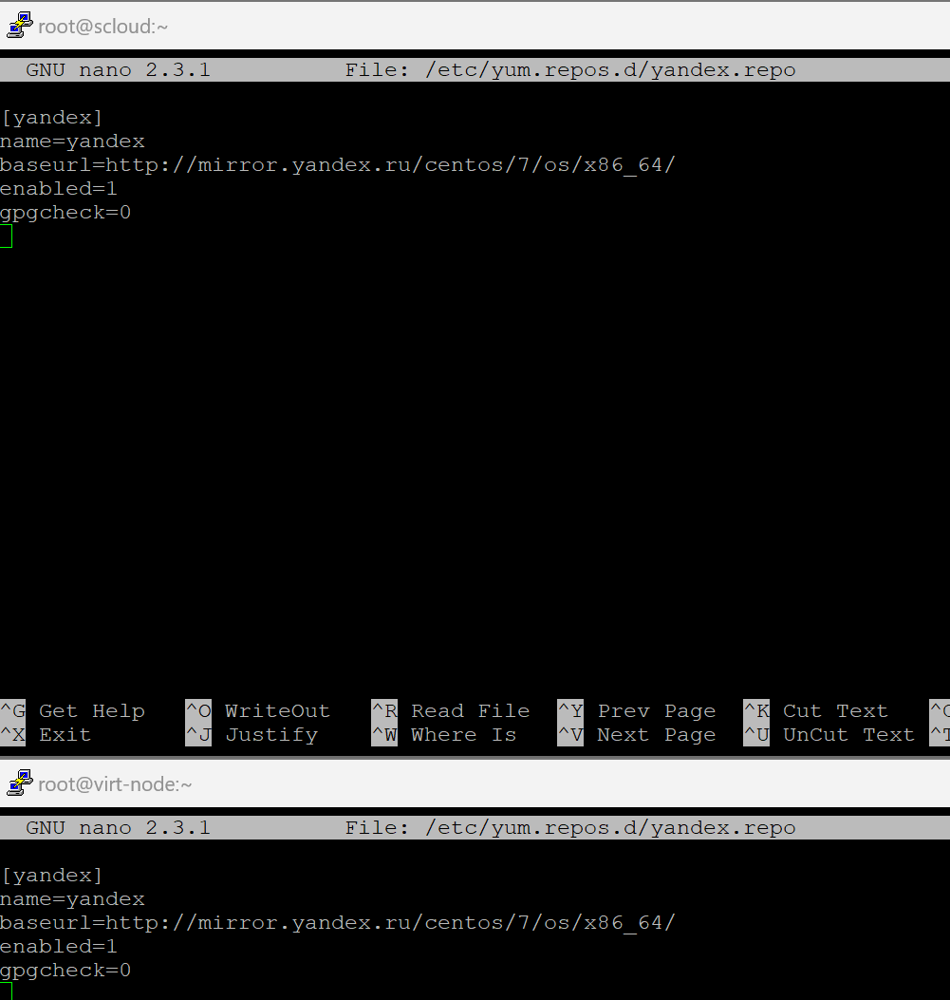 root@scloud:~
GNU nano 2.3.1 File: /etc/yum.repos.d/yandex.repo
[yandex]
name=yandex
baseurl=http://mirror.yandex.ru/centos/7/os/x86_64/
enabled=1
gpgcheck=0
^G Get Help ^O WriteOut ^R Read File ^Y Prev Page ^K Cut Text
^X Exit ^J Justify ^W Where Is ^V Next Page ^U UnCut Text ^T
root@virt-node:~
GNU nano 2.3.1 File: /etc/yum.repos.d/yandex.repo
[yandex]
name=yandex
baseurl=http://mirror.yandex.ru/centos/7/os/x86_64/
enabled=1
gpgcheck=0